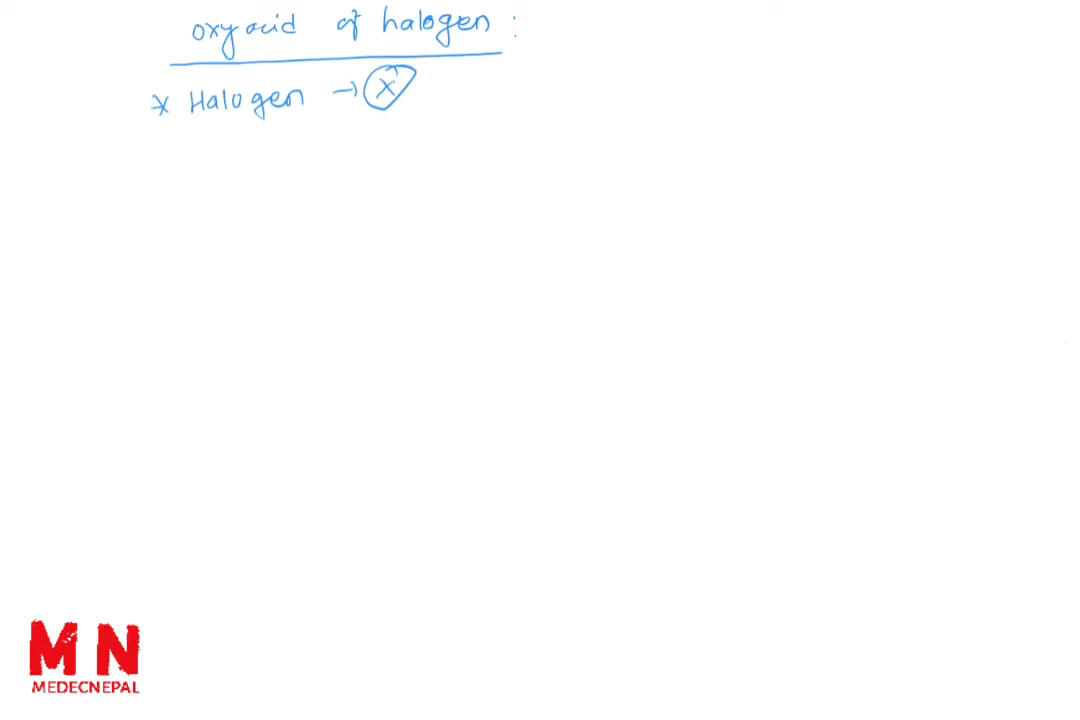 oxyacid of halogen :
* Halogen → X
MN
MEDECNEPAL